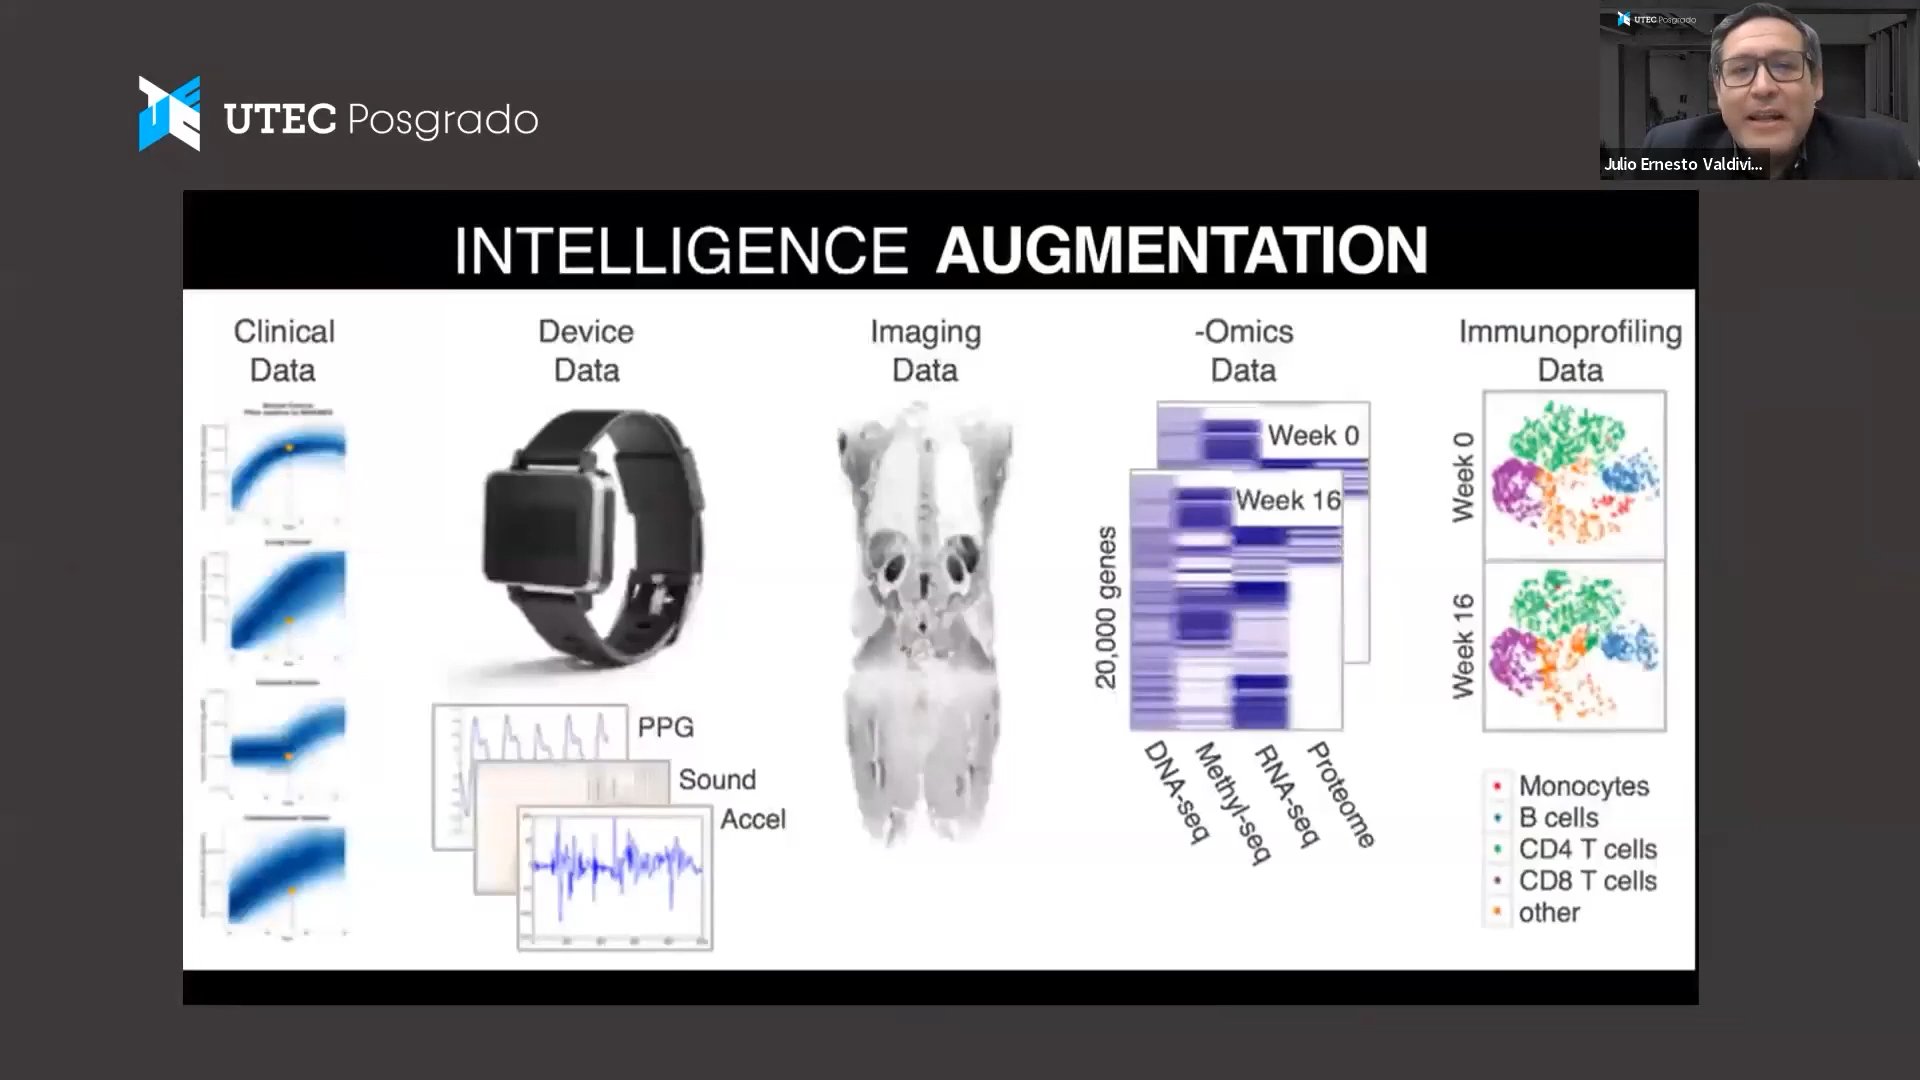 UTEC Posgrado
UTEC Posgrado
Julio Ernesto Valdivi...
INTELLIGENCE AUGMENTATION
Clinical
Data
Device
Data
Imaging
Data
-Omics
Data
Immunoprofiling
Data
PPG
Sound
Accel
Week 0
Week 16
20,000 genes
DNA-seq
Methyl-seq
RNA-seq
Proteome
Week 0
Week 16
Monocytes
B cells
CD4 T cells
CD8 T cells
other